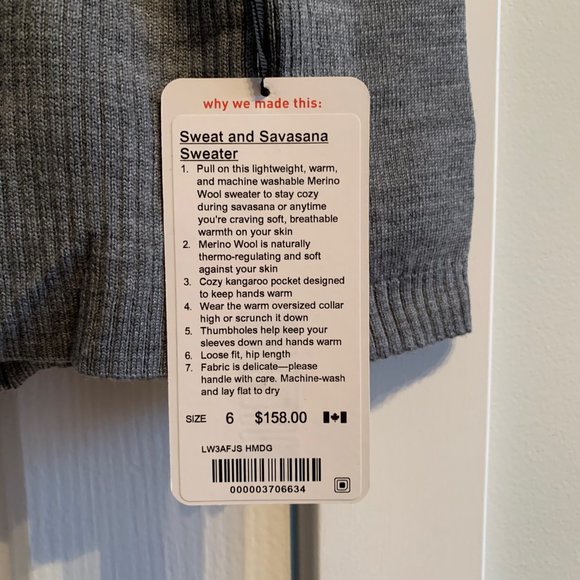 why we made this:
Sweat and Savasana
Sweater
1. Pull on this lightweight, warm,
and machine washable Merino
Wool sweater to stay cozy
during savasana or anytime
you're craving soft, breathable
warmth on your skin
2. Merino Wool is naturally
thermo-regulating and soft
against your skin
3. Cozy kangaroo pocket designed
to keep hands warm
4. Wear the warm oversized collar
high or scrunch it down
5. Thumbholes help keep your
sleeves down and hands warm
6. Loose fit, hip length
7. Fabric is delicate—please
handle with care. Machine-wash
and lay flat to dry
SIZE 6 $158.00
LW3AFJS HMDG
000003706634